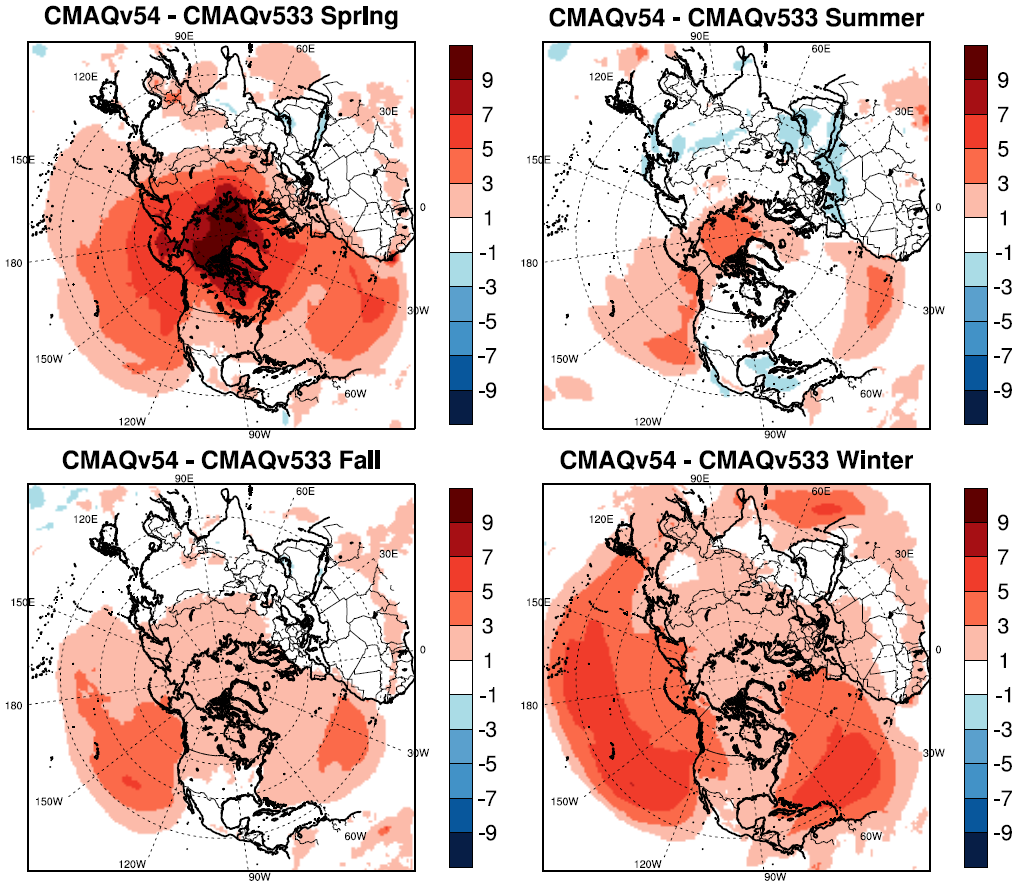 CMAQv54 - CMAQv533 Spring
CMAQv54 - CMAQv533 Summer
90E
60E
120E
30E
150E
0
180
30W
150W
60W
120W
90W
9
7
5
3
1
-1
-3
-5
-7
-9
90E
60E
120E
30E
150E
0
180
30W
150W
60W
120W
90W
9
7
5
3
1
-1
-3
-5
-7
-9
CMAQv54 - CMAQv533 Fall
CMAQv54 - CMAQv533 Winter
90E
60E
120E
30E
150E
0
180
30W
150W
60W
120W
90W
9
7
5
3
1
-1
-3
-5
-7
-9
90E
60E
120E
30E
150E
0
180
30W
150W
60W
120W
90W
9
7
5
3
1
-1
-3
-5
-7
-9